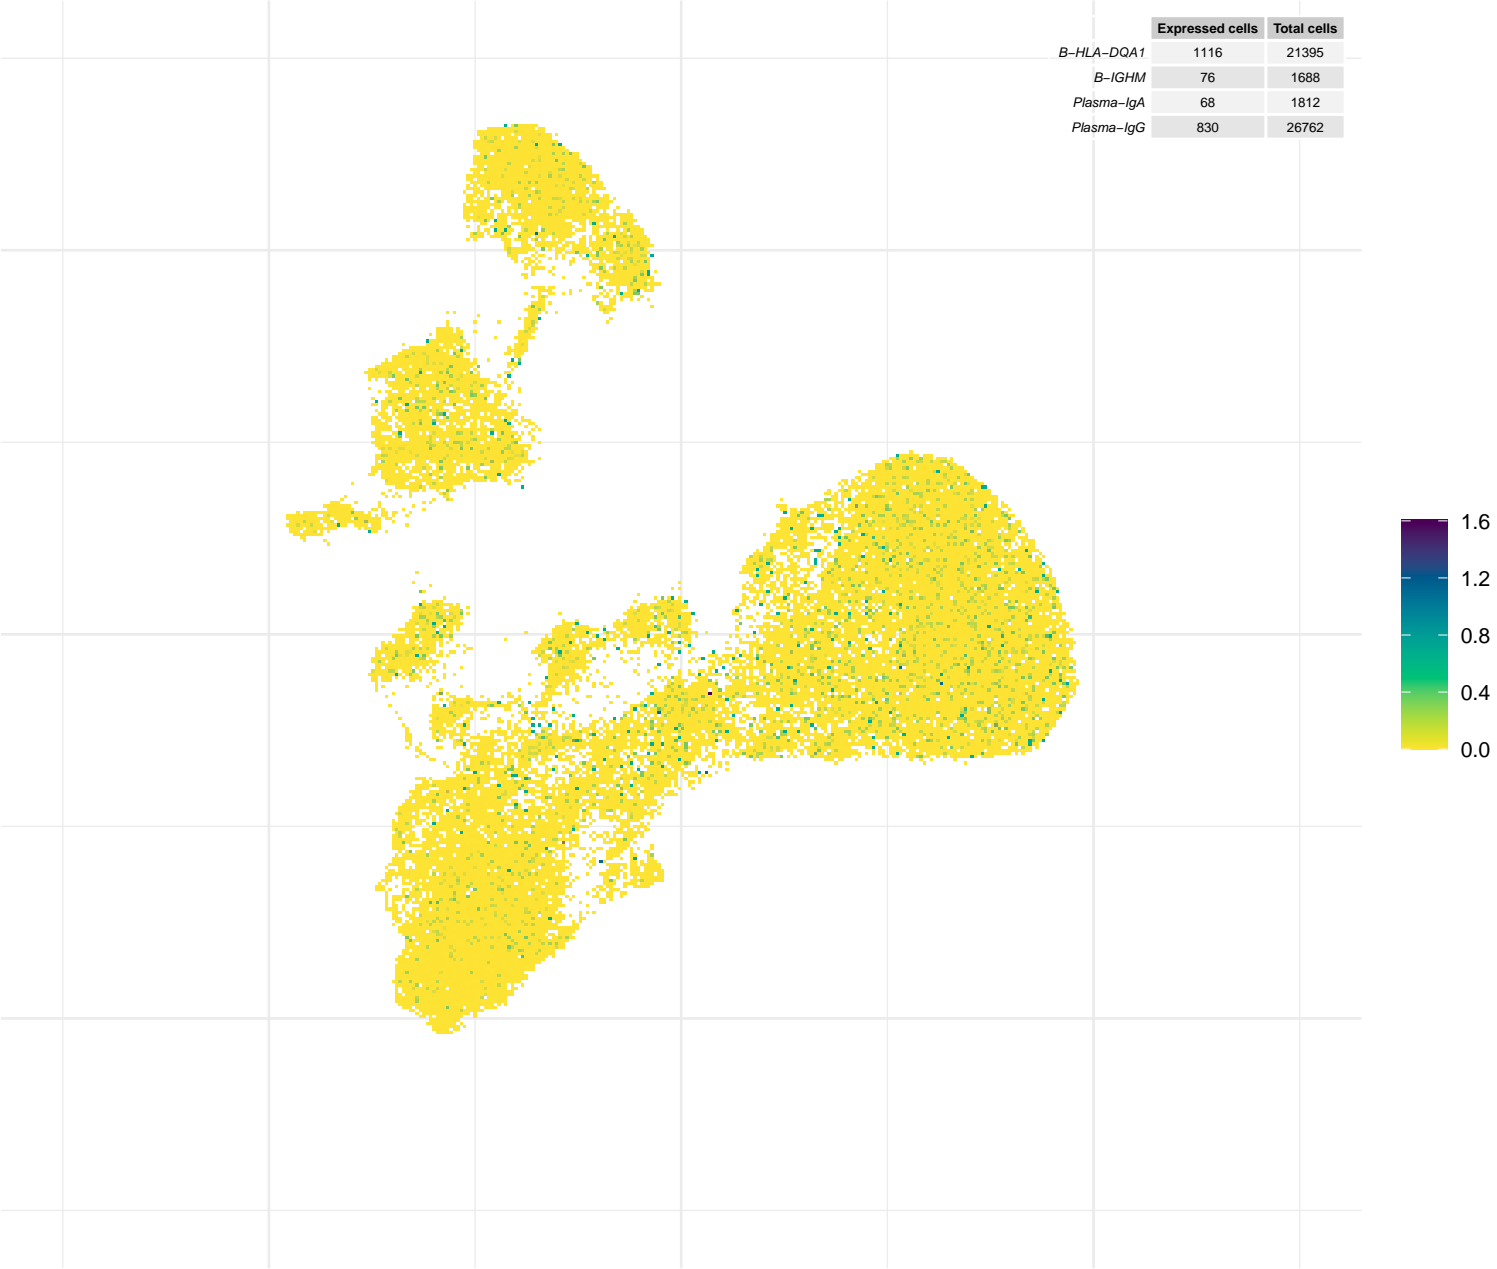 Expressed cells Total cells
B−HLA−DQA1 1116 21395
B−IGHM 76 1688
Plasma−IgA 68 1812
Plasma−IgG 830 26762
1.6
1.2
0.8
0.4
0.0